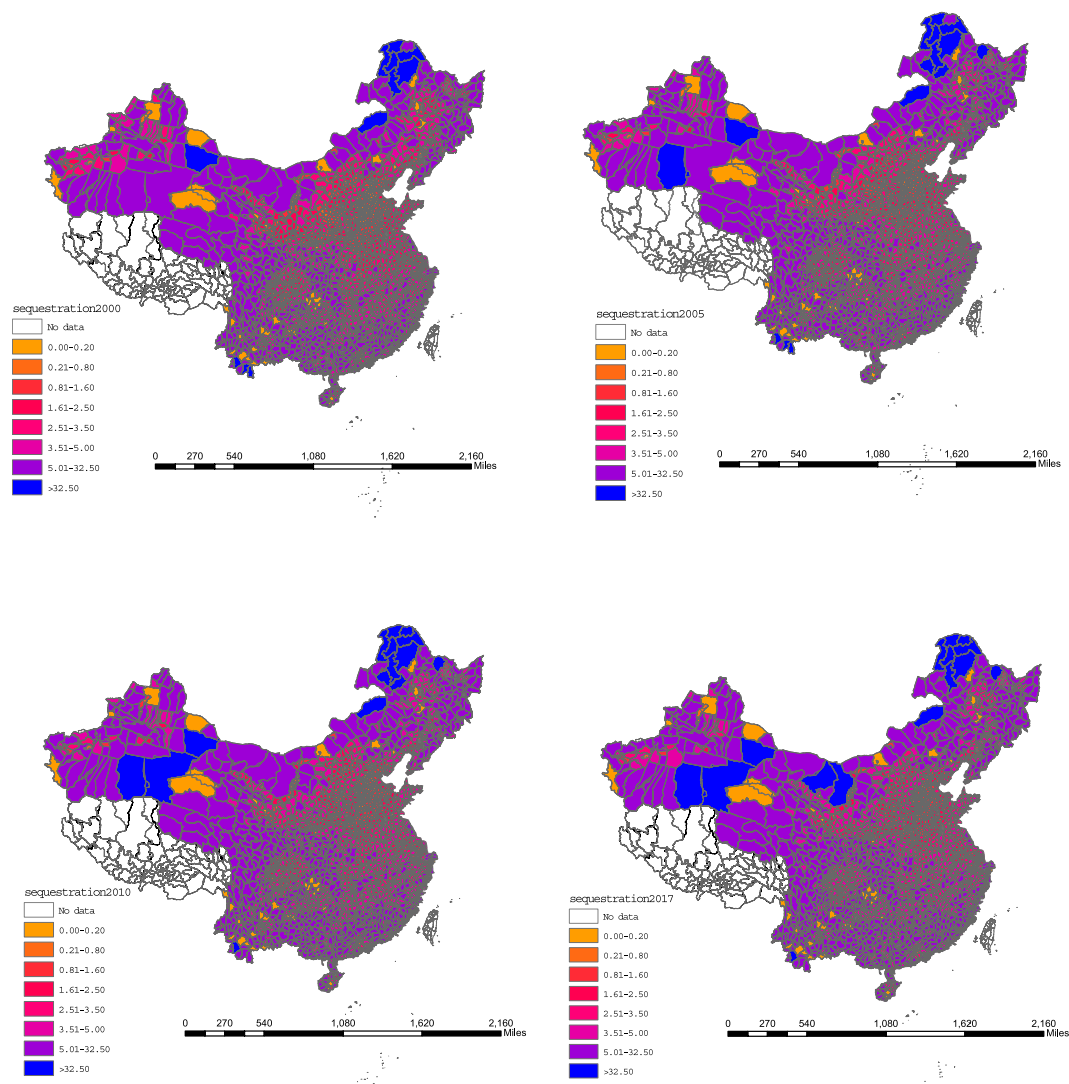 sequestration2000
No data
0.00-0.20
0.21-0.80
0.81-1.60
1.61-2.50
2.51-3.50
3.51-5.00
5.01-32.50
>32.50
0 270 540 1,080 1,620 2,160
Miles
sequestration2005
No data
0.00-0.20
0.21-0.80
0.81-1.60
1.61-2.50
2.51-3.50
3.51-5.00
5.01-32.50
>32.50
0 270 540 1,080 1,620 2,160
Miles
sequestration2010
No data
0.00-0.20
0.21-0.80
0.81-1.60
1.61-2.50
2.51-3.50
3.51-5.00
5.01-32.50
>32.50
0 270 540 1,080 1,620 2,160
Miles
sequestration2017
No data
0.00-0.20
0.21-0.80
0.81-1.60
1.61-2.50
2.51-3.50
3.51-5.00
5.01-32.50
>32.50
0 270 540 1,080 1,620 2,160
Miles